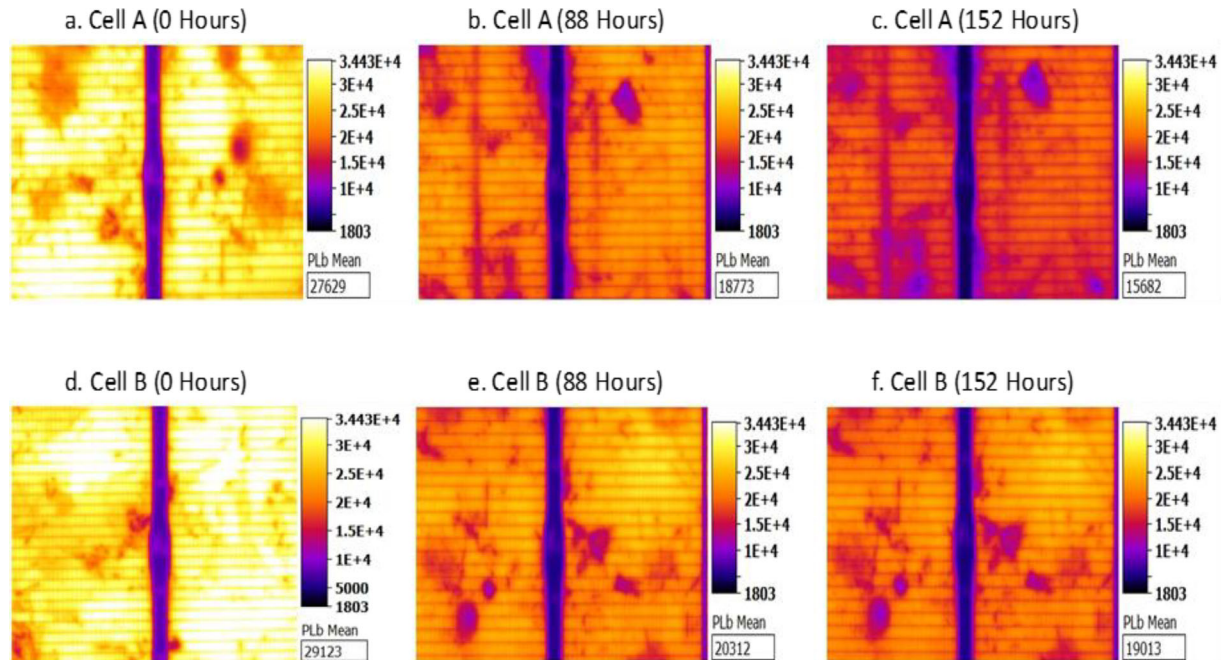 a. Cell A (0 Hours)
3.443E+4
3E+4
2.5E+4
2E+4
1.5E+4
1E+4
1803
PLb Mean
27629
b. Cell A (88 Hours)
3.443E+4
3E+4
2.5E+4
2E+4
1.5E+4
1E+4
1803
PLb Mean
18773
c. Cell A (152 Hours)
3.443E+4
3E+4
2.5E+4
2E+4
1.5E+4
1E+4
1803
PLb Mean
15682
d. Cell B (0 Hours)
3.443E+4
3E+4
2.5E+4
2E+4
1.5E+4
1E+4
5000
1803
PLb Mean
29123
e. Cell B (88 Hours)
3.443E+4
3E+4
2.5E+4
2E+4
1.5E+4
1E+4
1803
PLb Mean
20312
f. Cell B (152 Hours)
3.443E+4
3E+4
2.5E+4
2E+4
1.5E+4
1E+4
1803
PLb Mean
19013